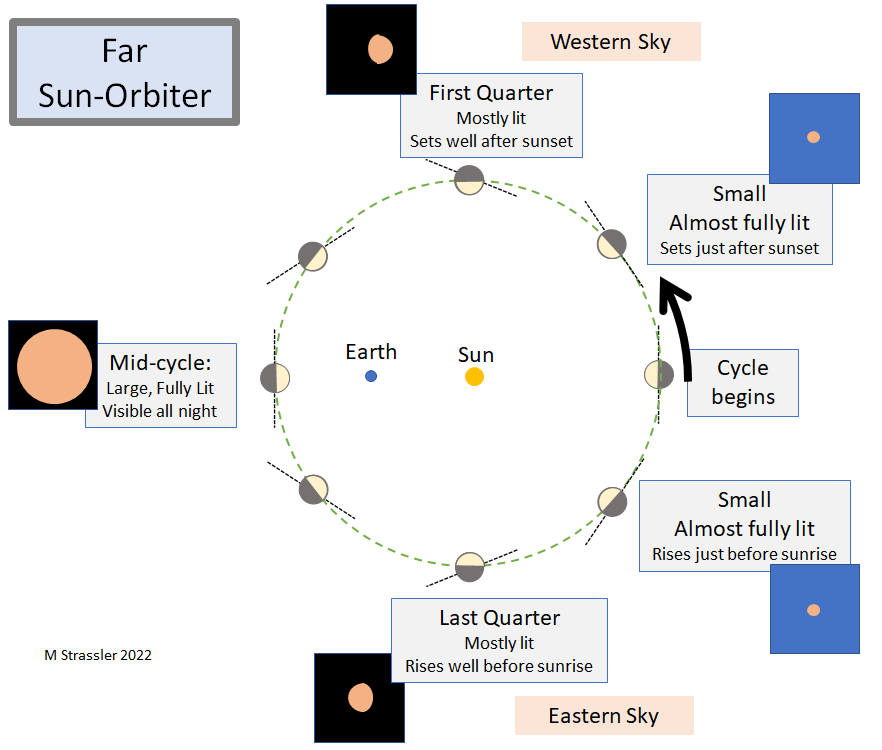 Far
Sun-Orbiter
Western Sky
First Quarter
Mostly lit
Sets well after sunset
Small
Almost fully lit
Sets just after sunset
Earth
Sun
Mid-cycle:
Large, Fully Lit
Visible all night
Cycle
begins
Small
Almost fully lit
Rises just before sunrise
Last Quarter
Mostly lit
Rises well before sunrise
M Strassler 2022
Eastern Sky